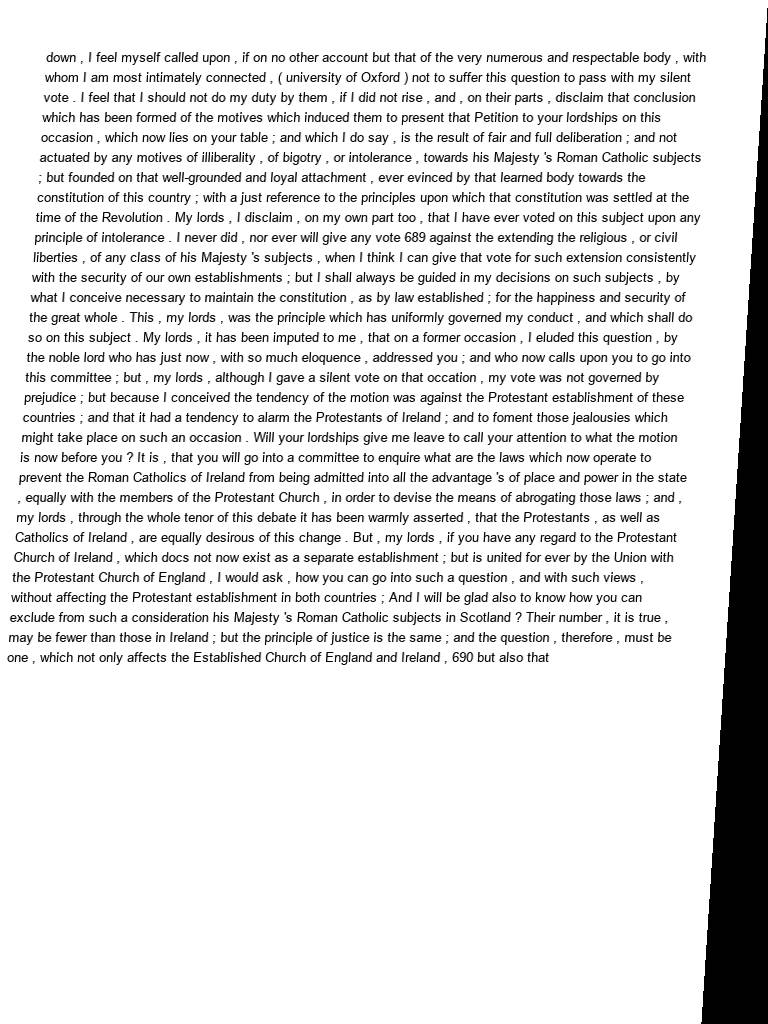 down , I feel myself called upon , if on no other account but that of the very numerous and respectable body , with
whom I am most intimately connected , ( university of Oxford ) not to suffer this question to pass with my silent
vote . I feel that I should not do my duty by them , if I did not rise , and , on their parts , disclaim that conclusion
which has been formed of the motives which induced them to present that Petition to your lordships on this
occasion , which now lies on your table ; and which I do say , is the result of fair and full deliberation ; and not
actuated by any motives of illiberality , of bigotry , or intolerance , towards his Majesty 's Roman Catholic subjects
; but founded on that well-grounded and loyal attachment , ever evinced by that learned body towards the
constitution of this country ; with a just reference to the principles upon which that constitution was settled at the
time of the Revolution . My lords , I disclaim , on my own part too , that I have ever voted on this subject upon any
principle of intolerance . I never did , nor ever will give any vote 689 against the extending the religious , or civil
liberties , of any class of his Majesty 's subjects , when I think I can give that vote for such extension consistently
with the security of our own establishments ; but I shall always be guided in my decisions on such subjects , by
what I conceive necessary to maintain the constitution , as by law established ; for the happiness and security of
the great whole . This , my lords , was the principle which has uniformly governed my conduct , and which shall do
so on this subject . My lords , it has been imputed to me , that on a former occasion , I eluded this question , by
the noble lord who has just now , with so much eloquence , addressed you ; and who now calls upon you to go into
this committee ; but , my lords , although I gave a silent vote on that occation , my vote was not governed by
prejudice ; but because I conceived the tendency of the motion was against the Protestant establishment of these
countries ; and that it had a tendency to alarm the Protestants of Ireland ; and to foment those jealousies which
might take place on such an occasion . Will your lordships give me leave to call your attention to what the motion
is now before you ? It is , that you will go into a committee to enquire what are the laws which now operate to
prevent the Roman Catholics of Ireland from being admitted into all the advantage 's of place and power in the state
, equally with the members of the Protestant Church , in order to devise the means of abrogating those laws ; and ,
my lords , through the whole tenor of this debate it has been warmly asserted , that the Protestants , as well as
Catholics of Ireland , are equally desirous of this change . But , my lords , if you have any regard to the Protestant
Church of Ireland , which docs not now exist as a separate establishment ; but is united for ever by the Union with
the Protestant Church of England , I would ask , how you can go into such a question , and with such views ,
without affecting the Protestant establishment in both countries ; And I will be glad also to know how you can
exclude from such a consideration his Majesty 's Roman Catholic subjects in Scotland ? Their number , it is true ,
may be fewer than those in Ireland ; but the principle of justice is the same ; and the question , therefore , must be
one , which not only affects the Established Church of England and Ireland , 690 but also that